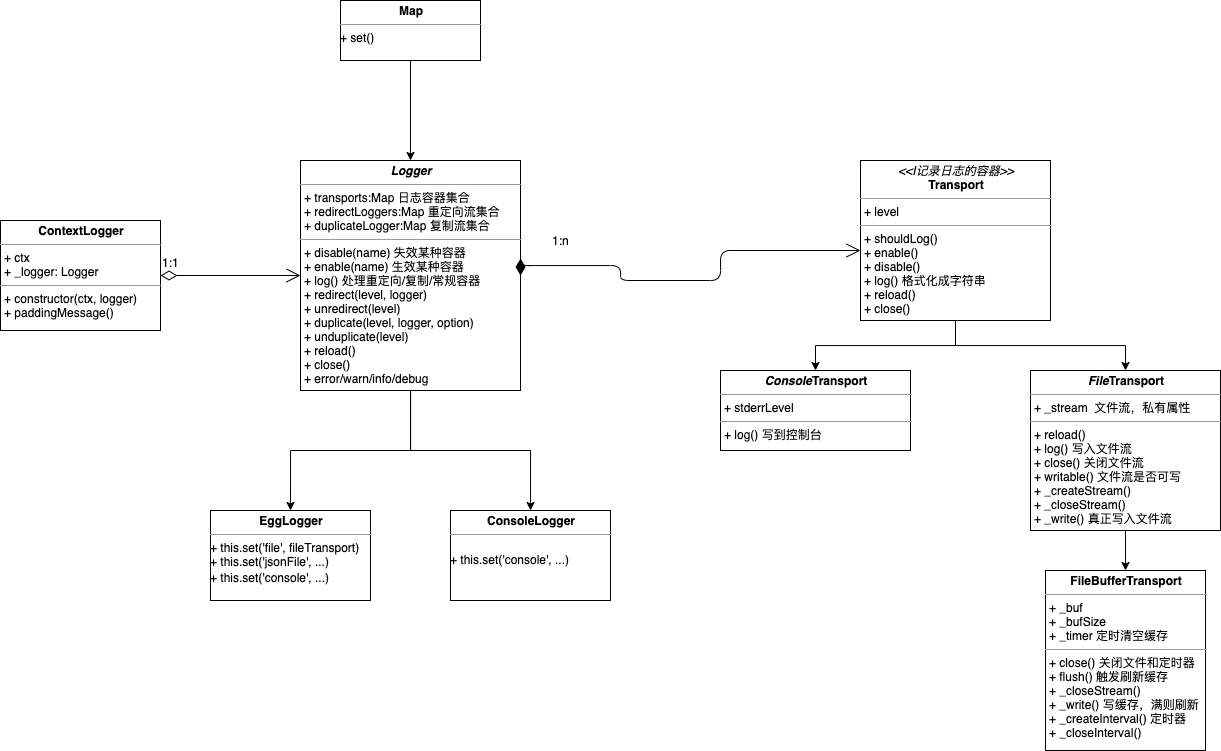 Map
+ set()
Logger
+ transports:Map 日志容器集合
+ redirectLoggers:Map 重定向流集合
+ duplicateLogger:Map 复制流集合
+ disable(name) 失效某种容器
+ enable(name) 生效某种容器
+ log() 处理重定向/复制/常规容器
+ redirect(level, logger)
+ unredirect(level)
+ duplicate(level, logger, option)
+ unduplicate(level)
+ reload()
+ close()
+ error/warn/info/debug
ContextLogger
+ ctx
+ _logger: Logger
+ constructor(ctx, logger)
+ paddingMessage()
1:1
1:n
<<I记录日志的容器>>
Transport
+ level
+ shouldLog()
+ enable()
+ disable()
+ log() 格式化成字符串
+ reload()
+ close()
ConsoleTransport
+ stderrLevel
+ log() 写到控制台
FileTransport
+ _stream  文件流，私有属性
+ reload()
+ log() 写入文件流
+ close() 关闭文件流
+ writable() 文件流是否可写
+ _createStream()
+ _closeStream()
+ _write() 真正写入文件流
EggLogger
+ this.set('file', fileTransport)
+ this.set('jsonFile', ...)
+ this.set('console', ...)
ConsoleLogger
+ this.set('console', ...)
FileBufferTransport
+ _buf
+ _bufSize
+ _timer 定时清空缓存
+ close() 关闭文件和定时器
+ flush() 触发刷新缓存
+ _closeStream()
+ _write() 写缓存，满则刷新
+ _createInterval() 定时器
+ _closeInterval()